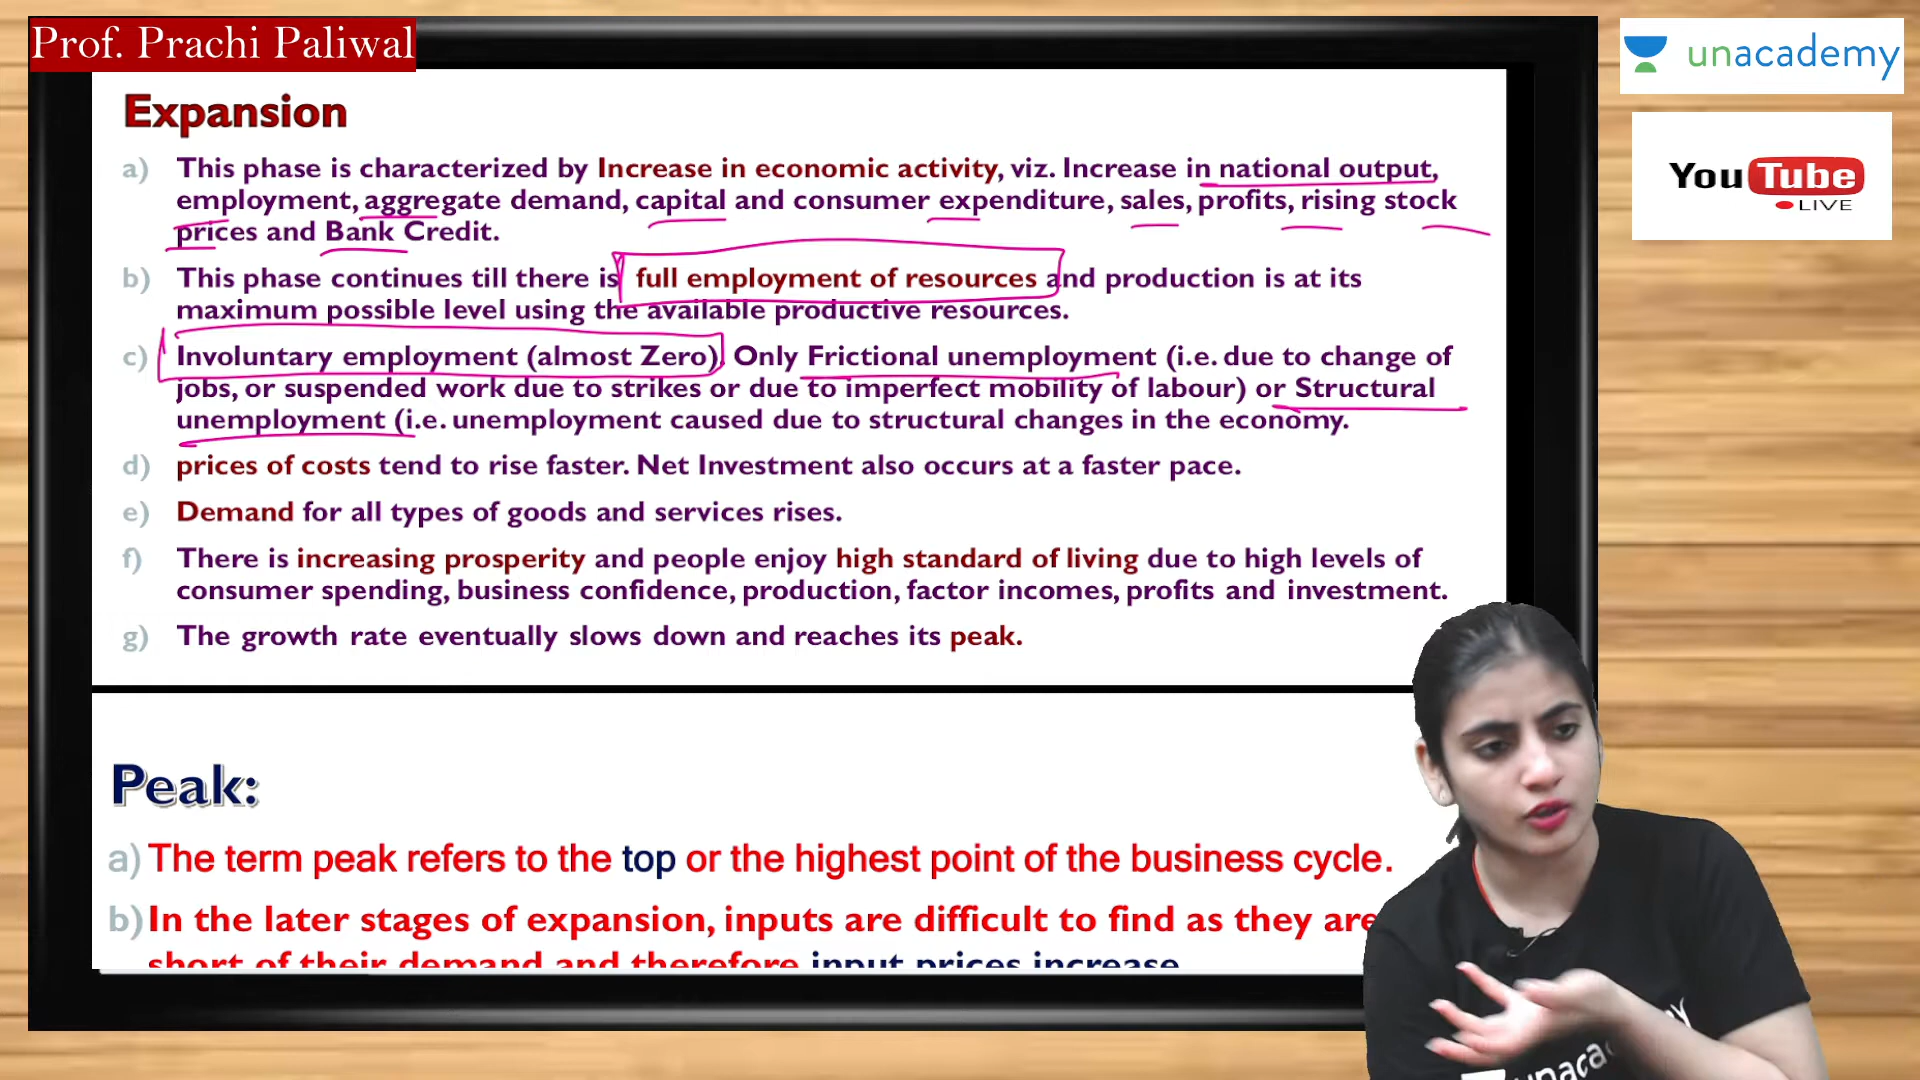 Prof. Prachi Paliwal
unacademy
YouTube
LIVE
Expansion
a) This phase is characterized by Increase in economic activity, viz. Increase in national output,
employment, aggregate demand, capital and consumer expenditure, sales, profits, rising stock
prices and Bank Credit.
b) This phase continues till there is full employment of resources and production is at its
maximum possible level using the available productive resources.
c) Involuntary employment (almost Zero). Only Frictional unemployment (i.e. due to change of
jobs, or suspended work due to strikes or due to imperfect mobility of labour) or Structural
unemployment (i.e. unemployment caused due to structural changes in the economy.
d) prices of costs tend to rise faster. Net Investment also occurs at a faster pace.
e) Demand for all types of goods and services rises.
f) There is increasing prosperity and people enjoy high standard of living due to high levels of
consumer spending, business confidence, production, factor incomes, profits and investment.
g) The growth rate eventually slows down and reaches its peak.
Peak:
a) The term peak refers to the top or the highest point of the business cycle.
b) In the later stages of expansion, inputs are difficult to find as they are
short of their demand and therefore input prices increase